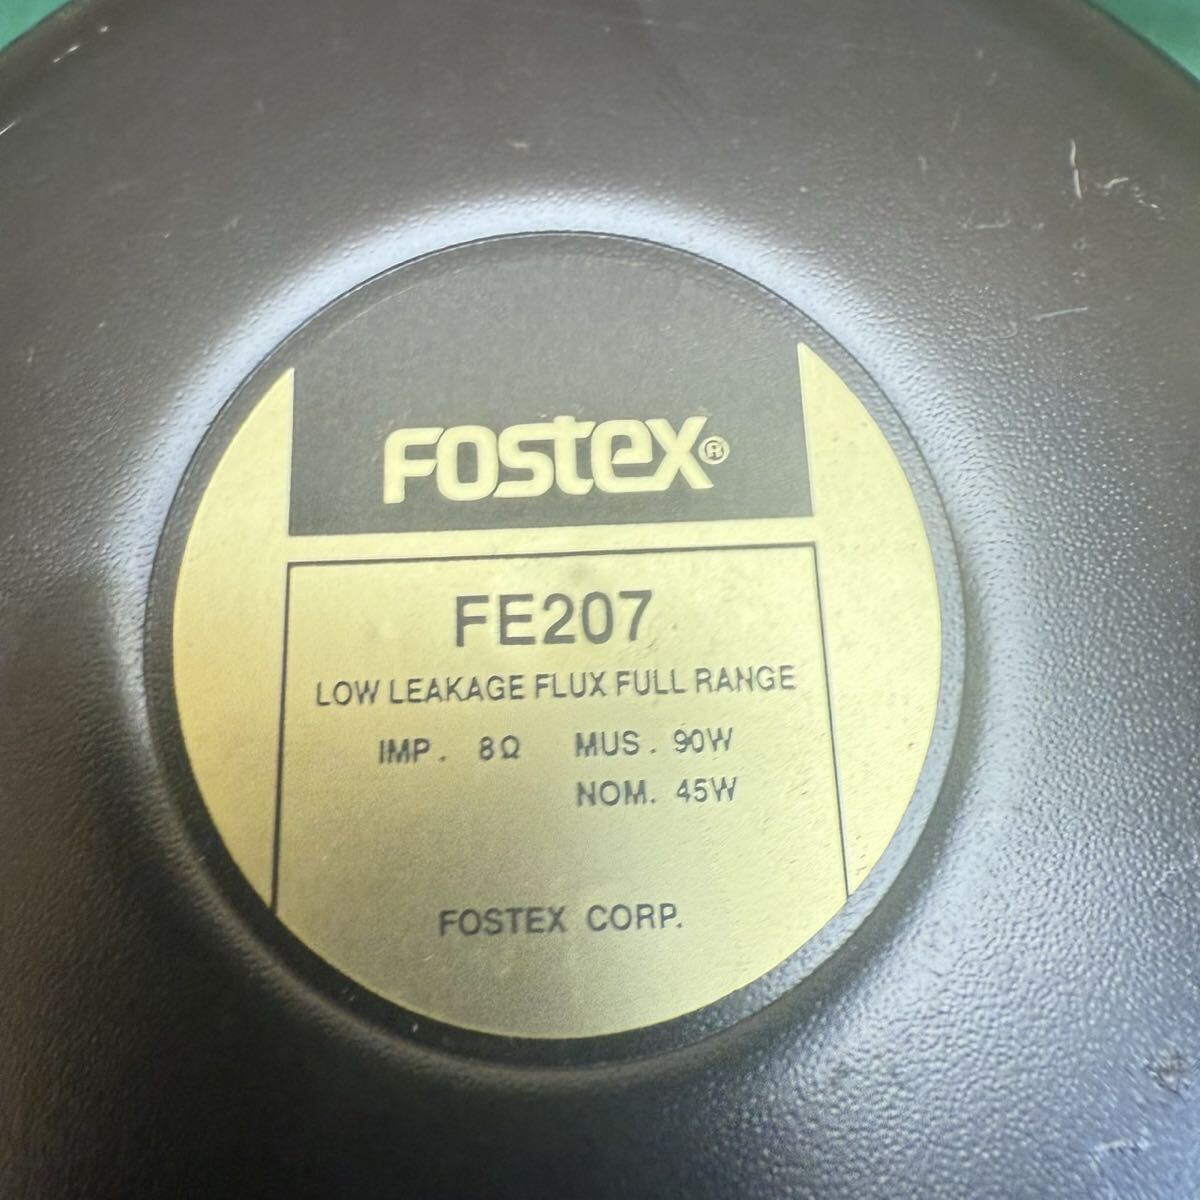 FOSTEX®
FE207
LOW LEAKAGE FLUX FULL RANGE
IMP. 8Ω MUS. 90W
NOM. 45W
FOSTEX CORP.